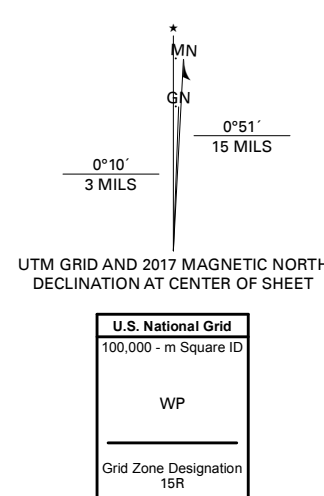 ★
MN
GN
0°51´
15 MILS
0°10´
3 MILS
UTM GRID AND 2017 MAGNETIC NORTH
DECLINATION AT CENTER OF SHEET
U.S. National Grid
100,000 - m Square ID
WP
Grid Zone Designation
15R